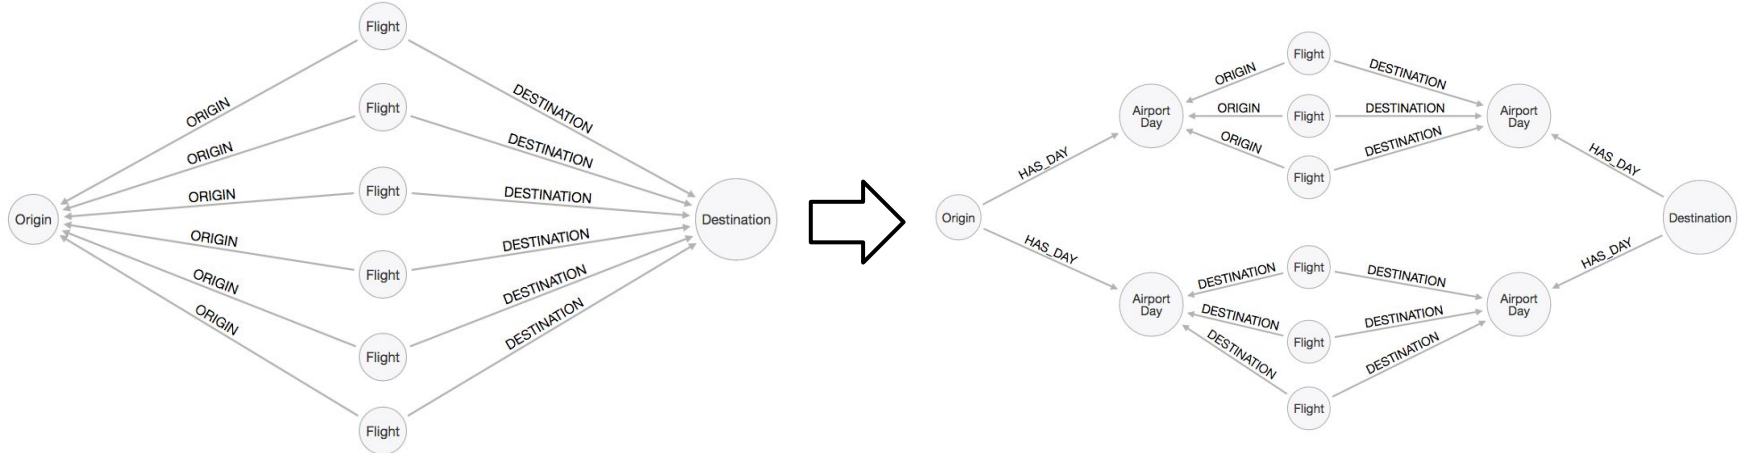 Flight
ORIGIN
DESTINATION
Flight
ORIGIN
DESTINATION
Flight
ORIGIN
DESTINATION
Origin
Destination
ORIGIN
DESTINATION
Flight
ORIGIN
DESTINATION
Flight
ORIGIN
DESTINATION
Flight
Flight
ORIGIN
DESTINATION
Airport
Day
ORIGIN
Flight
DESTINATION
Airport
Day
ORIGIN
DESTINATION
Flight
HAS_DAY
HAS_DAY
Origin
Destination
HAS_DAY
HAS_DAY
Flight
DESTINATION
DESTINATION
Airport
Day
DESTINATION
Flight
DESTINATION
Airport
Day
DESTINATION
DESTINATION
Flight